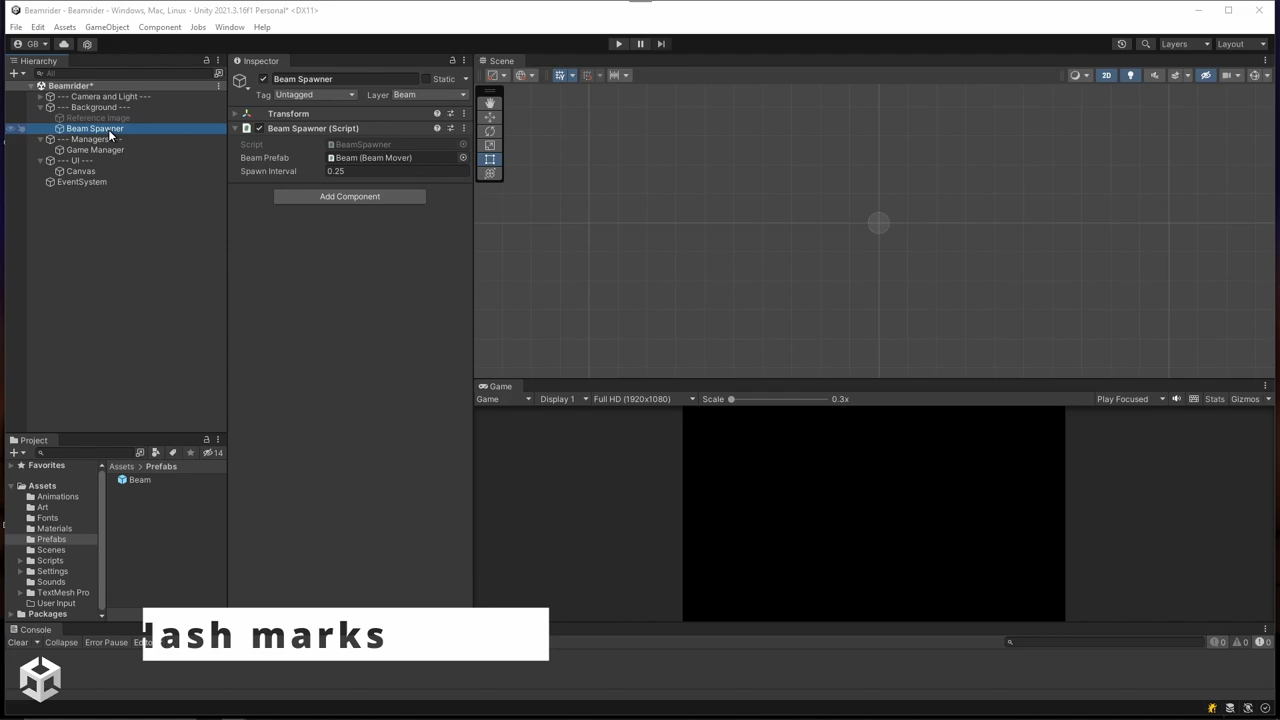 Beamrider - Beamrider - Windows, Mac, Linux - Unity 2021.3.16f1 Personal* <DX11>
File Edit Assets GameObject Component Jobs Window Help
GB
Layers
Layout
Hierarchy
All
Beamrider*
--- Camera and Light ---
--- Background ---
Reference Image
Beam Spawner
--- Managers ---
Game Manager
--- UI ---
Canvas
EventSystem
Inspector
Beam Spawner
Static
Tag Untagged Layer Beam
Transform
Beam Spawner (Script)
Script BeamSpawner
Beam Prefab Beam (Beam Mover)
Spawn Interval 0.25
Add Component
Scene
2D
Game
Game Display 1 Full HD (1920x1080) Scale 0.3x Play Focused Stats Gizmos
Project
14
Favorites
Assets
Animations
Art
Fonts
Materials
Prefabs
Scenes
Scripts
Settings
Sounds
TextMesh Pro
User Input
Packages
Assets > Prefabs
Beam
Console
Clear Collapse Error Pause
0 0 0
ash marks